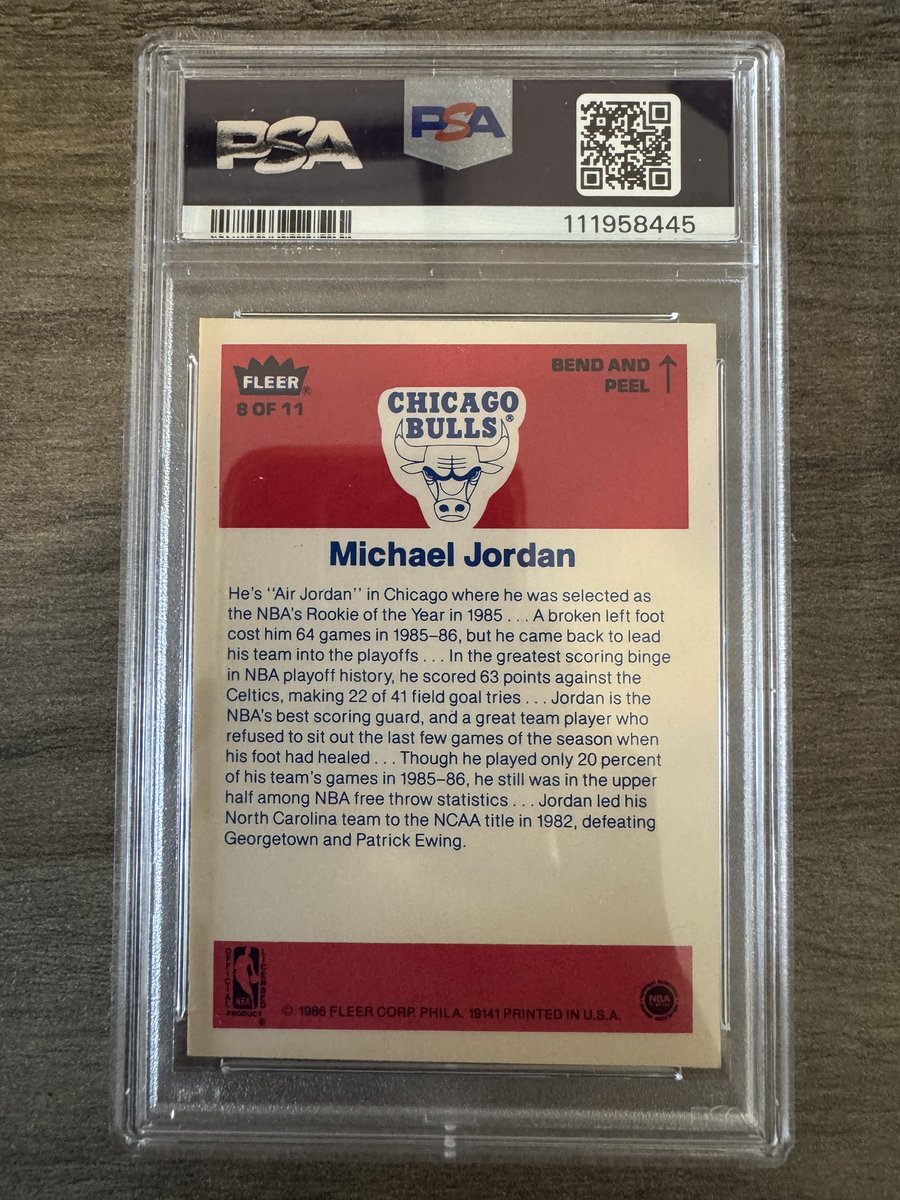 PSA
PSA
111958445
FLEER®
8 OF 11
BEND AND
PEEL
CHICAGO
BULLS®
Michael Jordan
He's "Air Jordan" in Chicago where he was selected as
the NBA's Rookie of the Year in 1985 . . . A broken left foot
cost him 64 games in 1985–86, but he came back to lead
his team into the playoffs . . . In the greatest scoring binge
in NBA playoff history, he scored 63 points against the
Celtics, making 22 of 41 field goal tries . . . Jordan is the
NBA's best scoring guard, and a great team player who
refused to sit out the last few games of the season when
his foot had healed . . . Though he played only 20 percent
of his team's games in 1985–86, he still was in the upper
half among NBA free throw statistics . . . Jordan led his
North Carolina team to the NCAA title in 1982, defeating
Georgetown and Patrick Ewing.
OFFICIAL
LICENSED
NBA
PRODUCT
®
© 1986 FLEER CORP. PHILA. 19141 PRINTED IN U.S.A.
NBA